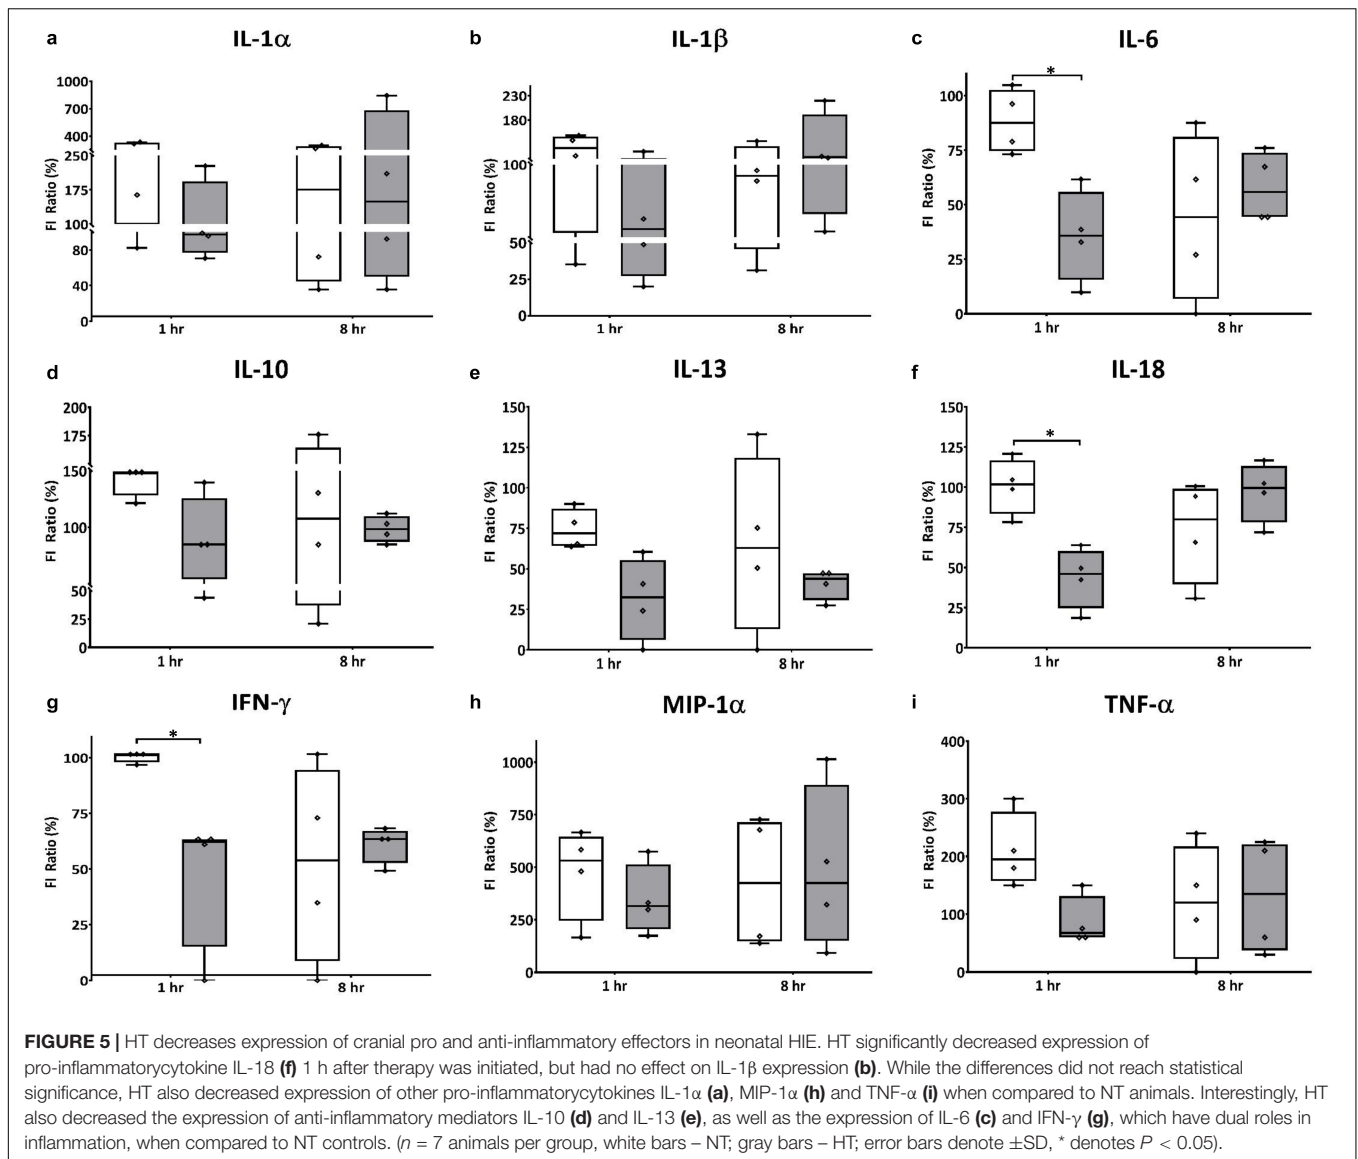 a IL-1α
b IL-1β
c IL-6
FI Ratio (%)
1000
700
400
250
175
100
80
40
0
1 hr 8 hr
FI Ratio (%)
230
180
100
50
25
0
1 hr 8 hr
FI Ratio (%)
100
75
50
25
0
*
1 hr 8 hr
d IL-10
e IL-13
f IL-18
FI Ratio (%)
200
175
150
100
50
25
0
1 hr 8 hr
FI Ratio (%)
150
125
100
75
50
25
0
1 hr 8 hr
FI Ratio (%)
150
125
100
75
50
25
0
*
1 hr 8 hr
g IFN-γ
h MIP-1α
i TNF-α
FI Ratio (%)
100
75
50
25
0
*
1 hr 8 hr
FI Ratio (%)
1000
750
500
250
0
1 hr 8 hr
FI Ratio (%)
400
300
200
100
0
1 hr 8 hr
FIGURE 5 | HT decreases expression of cranial pro and anti-inflammatory effectors in neonatal HIE. HT significantly decreased expression of
pro-inflammatorycytokine IL-18 (f) 1 h after therapy was initiated, but had no effect on IL-1β expression (b). While the differences did not reach statistical
significance, HT also decreased expression of other pro-inflammatorycytokines IL-1α (a), MIP-1α (h) and TNF-α (i) when compared to NT animals. Interestingly, HT
also decreased the expression of anti-inflammatory mediators IL-10 (d) and IL-13 (e), as well as the expression of IL-6 (c) and IFN-γ (g), which have dual roles in
inflammation, when compared to NT controls. (n = 7 animals per group, white bars – NT; gray bars – HT; error bars denote ±SD, * denotes P < 0.05).